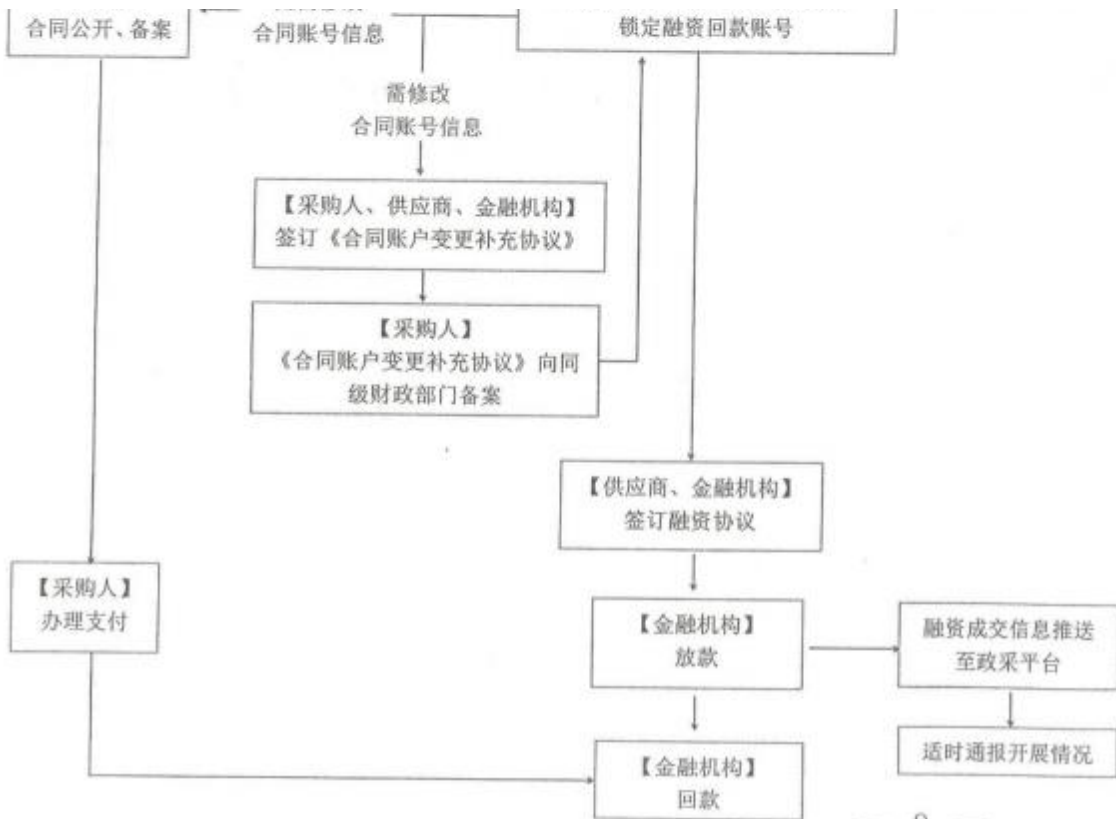 合同公开、备案
合同账号信息
锁定融资回款账号
需修改
合同账号信息
【采购人、供应商、金融机构】
签订《合同账户变更补充协议》
【采购人】
《合同账户变更补充协议》向同
级财政部门备案
【供应商、金融机构】
签订融资协议
【采购人】
办理支付
【金融机构】
放款
融资成交信息推送
至政采平台
适时通报开展情况
【金融机构】
回款